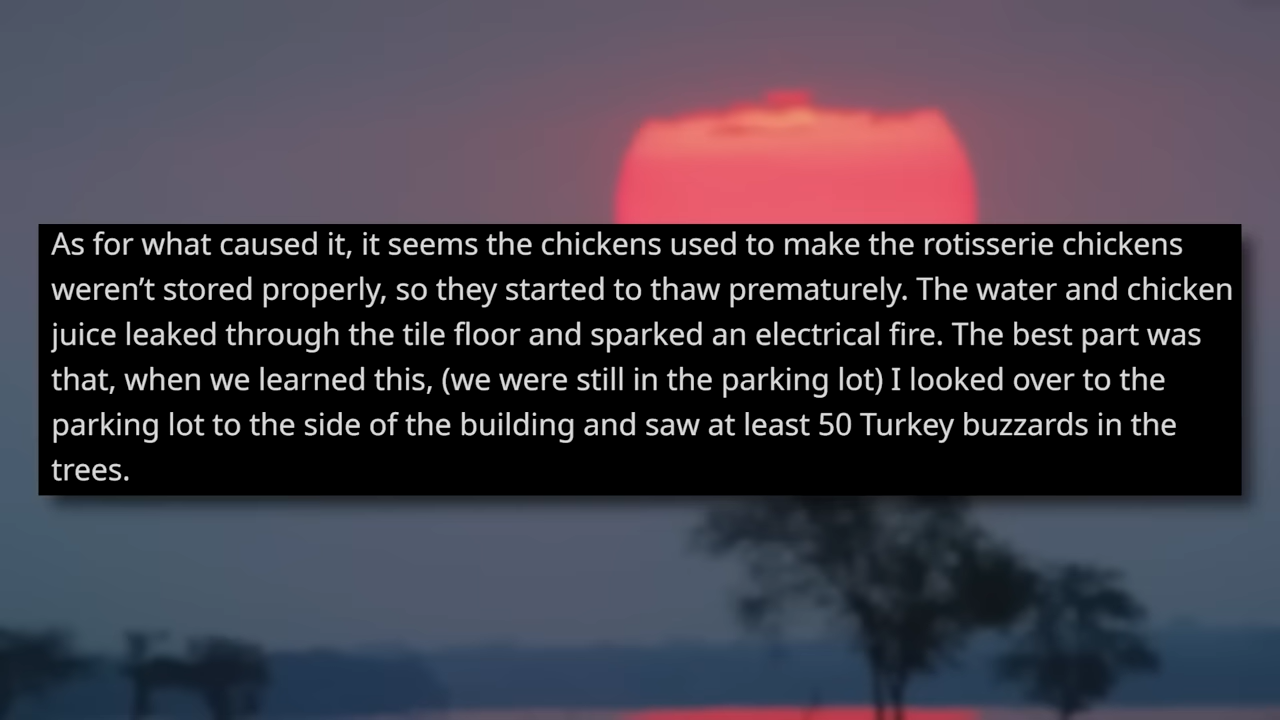 As for what caused it, it seems the chickens used to make the rotisserie chickens
weren’t stored properly, so they started to thaw prematurely. The water and chicken
juice leaked through the tile floor and sparked an electrical fire. The best part was
that, when we learned this, (we were still in the parking lot) I looked over to the
parking lot to the side of the building and saw at least 50 Turkey buzzards in the
trees.